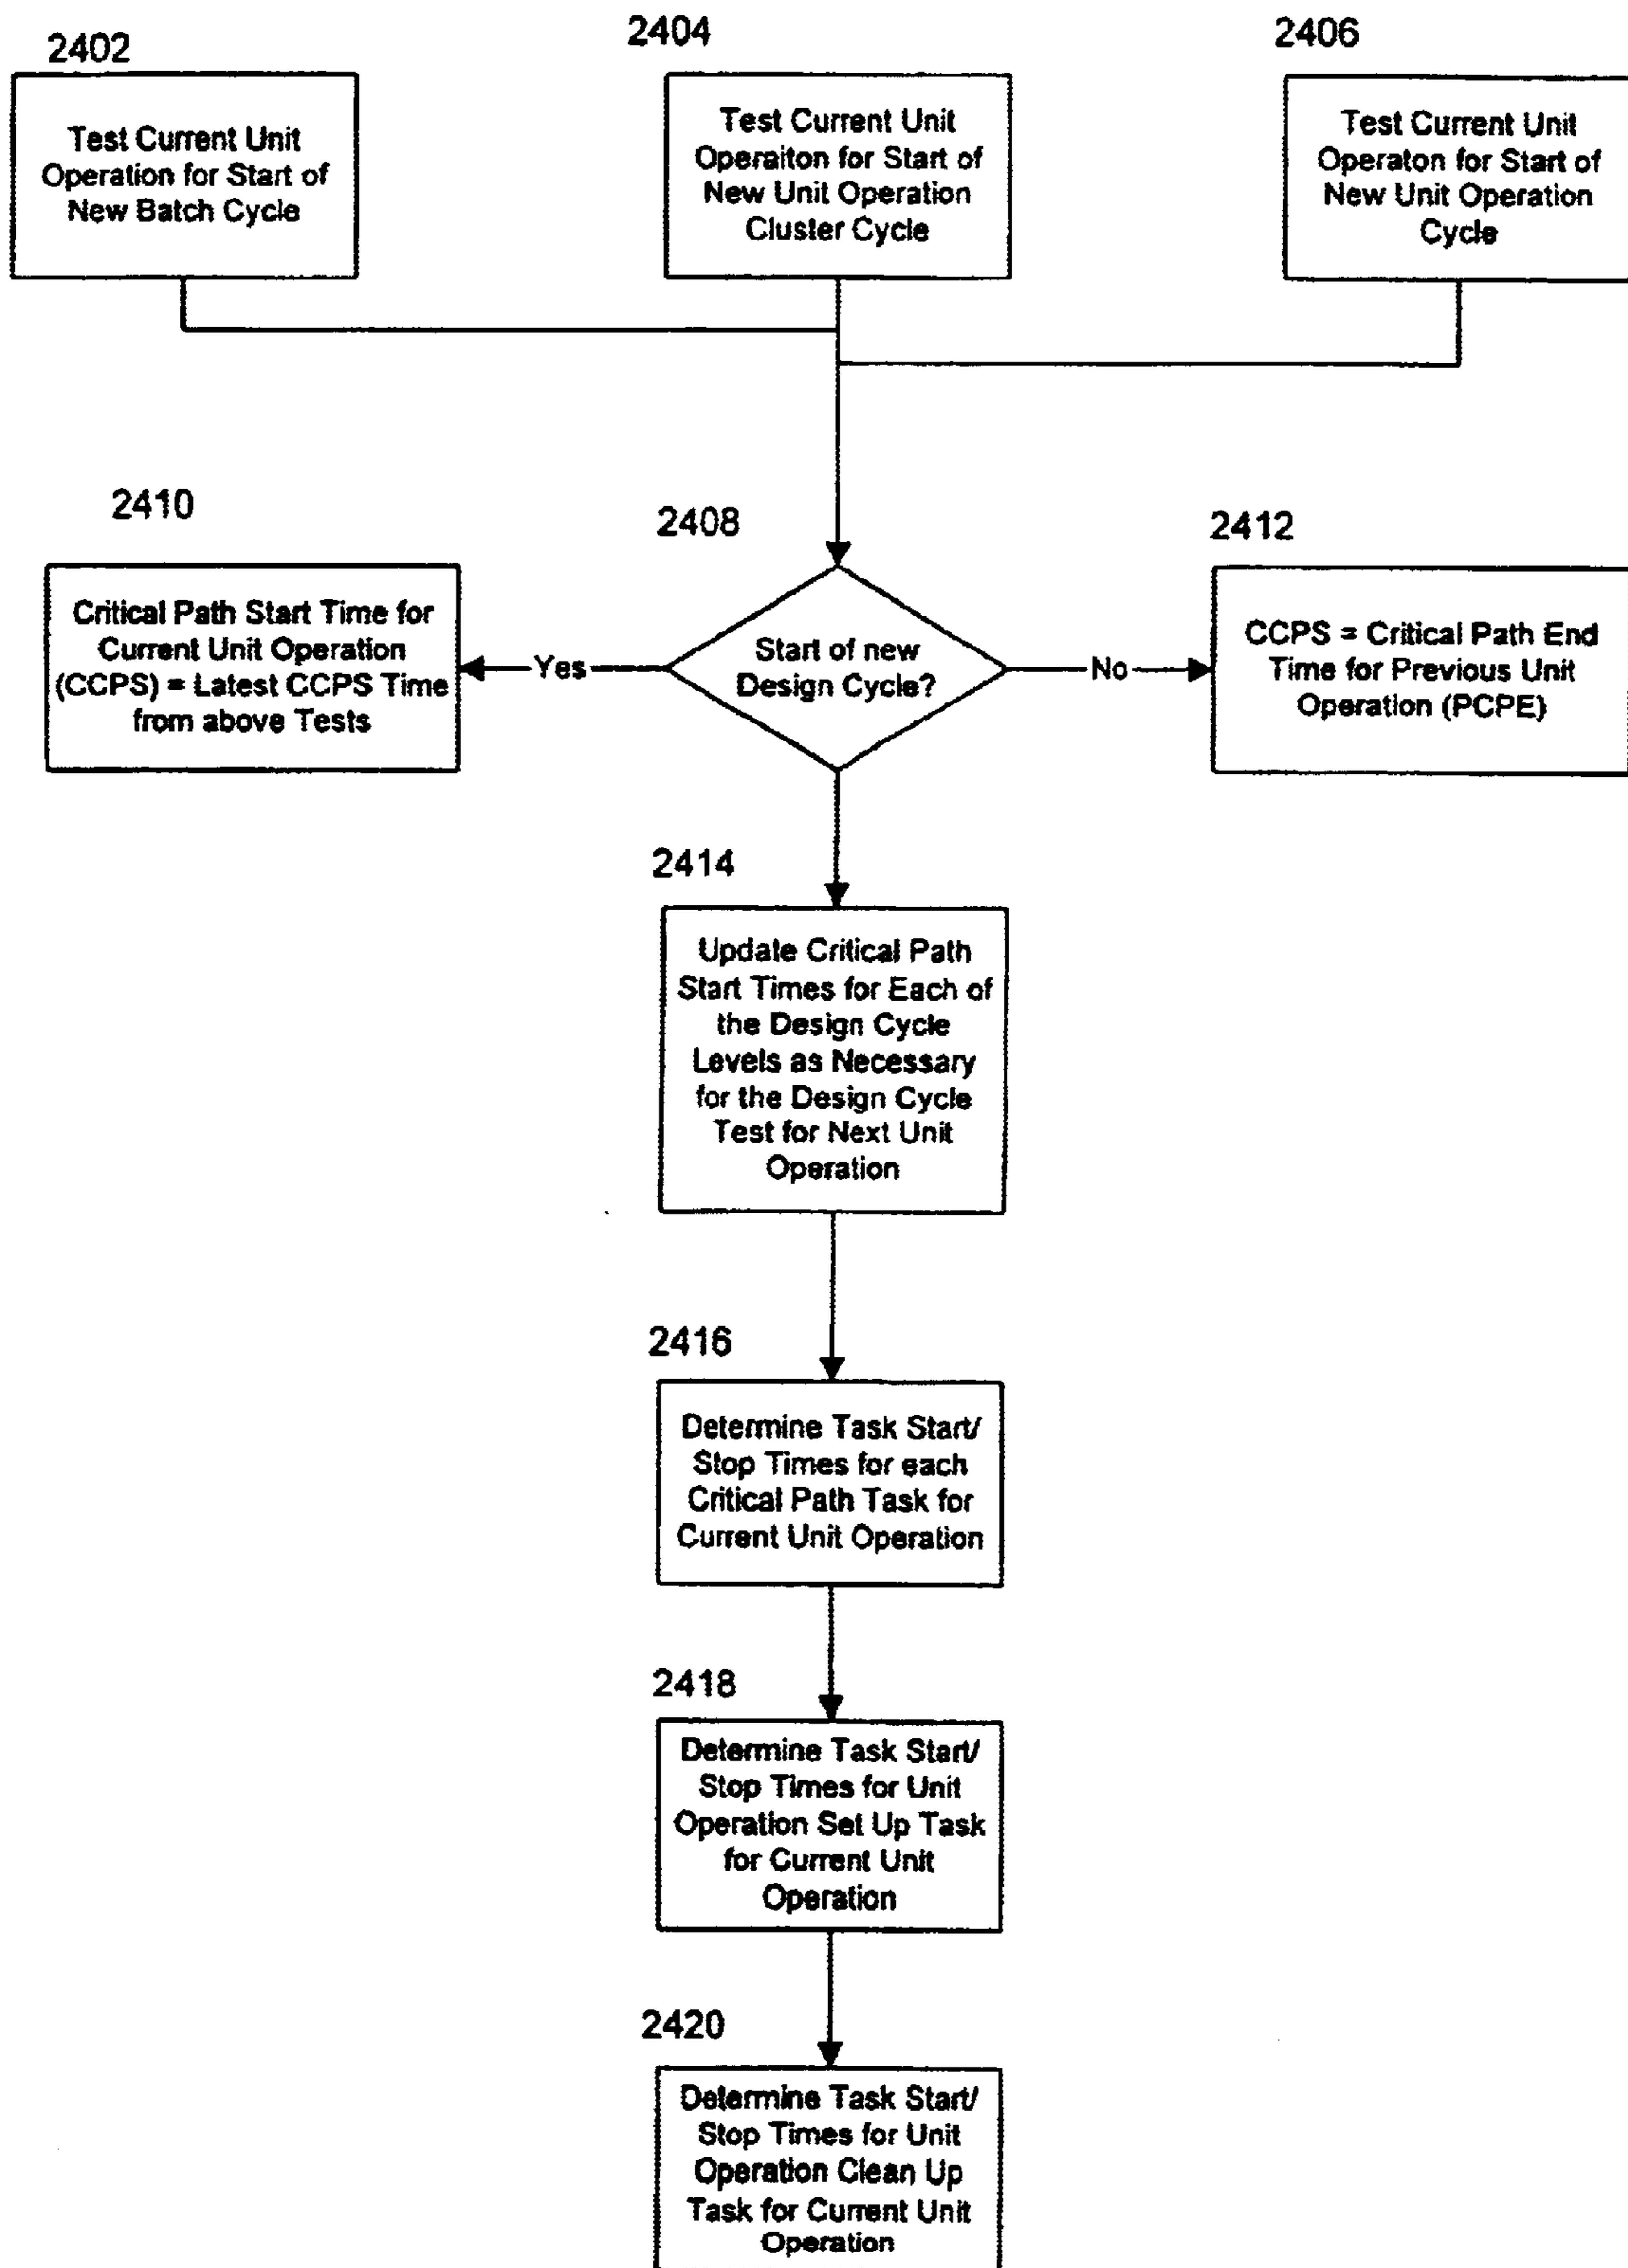 2402
Test Current Unit
Operation for Start of
New Batch Cycle
2404
Test Current Unit
Operaiton for Start of
New Unit Operation
Cluster Cycle
2406
Test Current Unit
Operaton for Start of
New Unit Operation
Cycle
2410
Critical Path Start Time for
Current Unit Operation
(CCPS) = Latest CCPS Time
from above Tests
Yes
2408
Start of new
Design Cycle?
No
2412
CCPS = Critical Path End
Time for Previous Unit
Operation (PCPE)
2414
Update Critical Path
Start Times for Each of
the Design Cycle
Levels as Necessary
for the Design Cycle
Test for Next Unit
Operation
2416
Determine Task Start/
Stop Times for each
Critical Path Task for
Current Unit Operation
2418
Determine Task Start/
Stop Times for Unit
Operation Set Up Task
for Current Unit
Operation
2420
Determine Task Start/
Stop Times for Unit
Operation Clean Up
Task for Current Unit
Operation